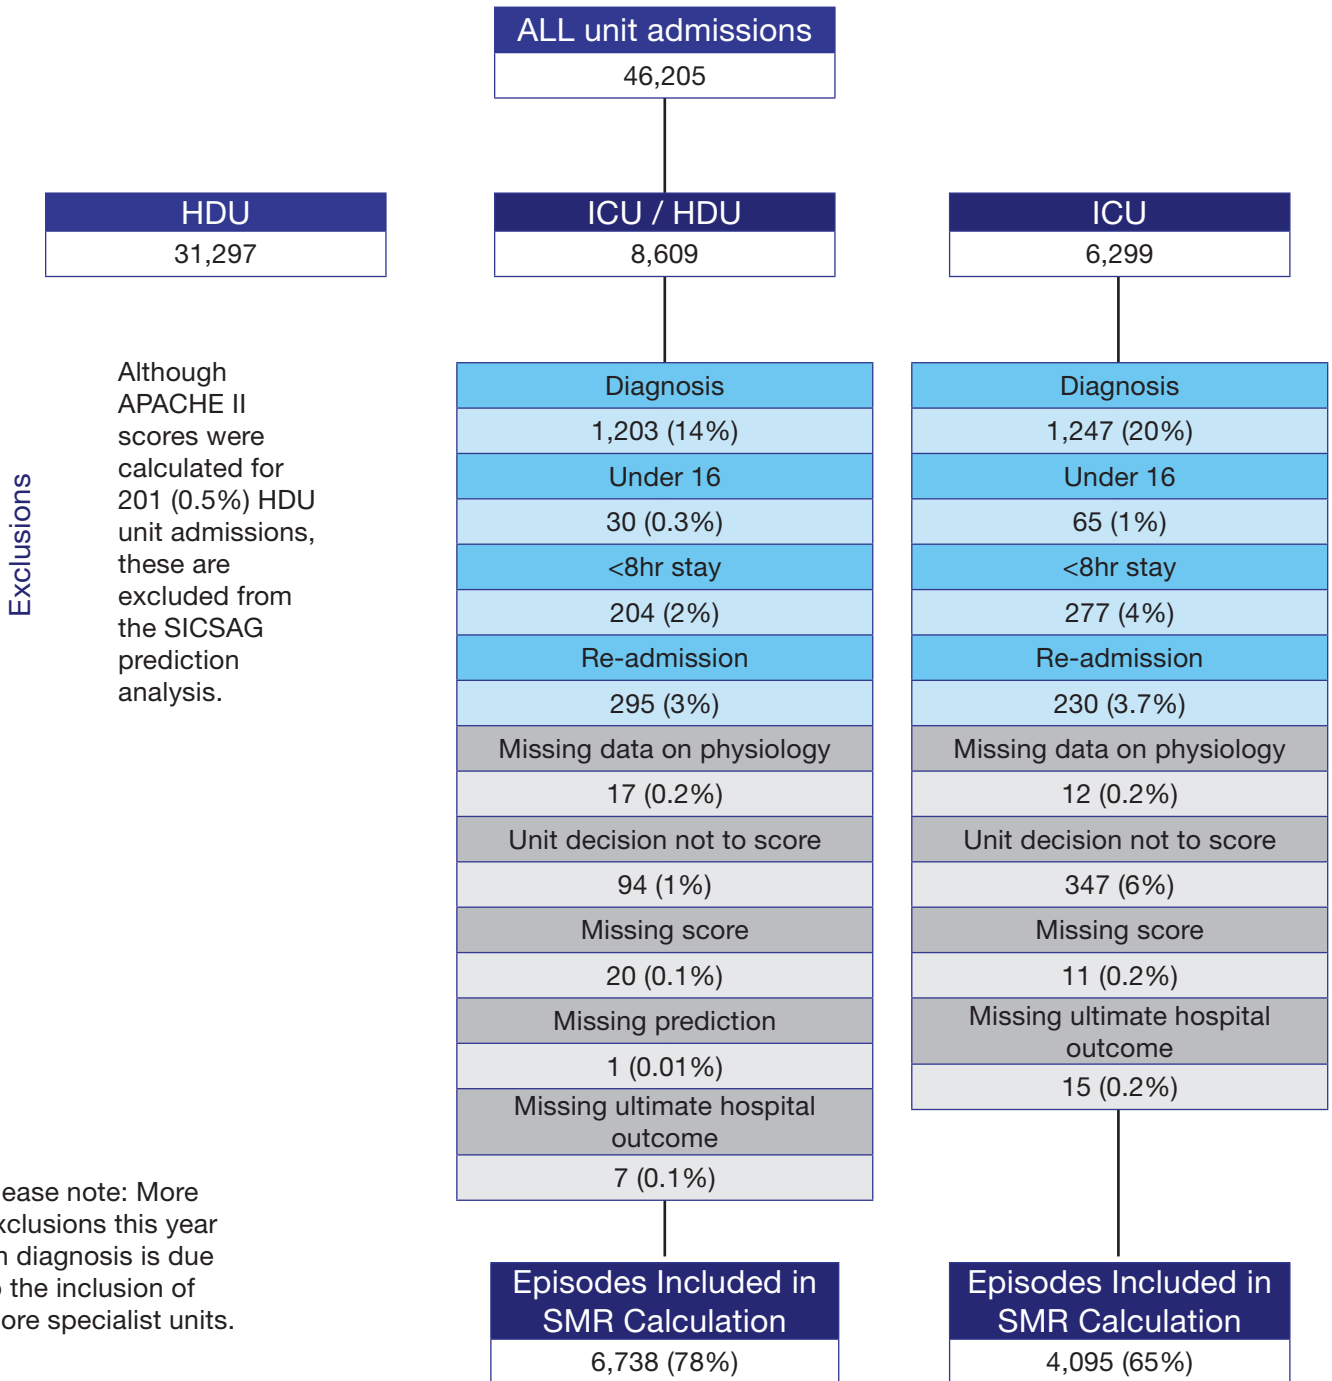 ALL unit admissions
46,205
HDU
31,297
ICU / HDU
8,609
ICU
6,299
Exclusions
Although
APACHE II
scores were
calculated for
201 (0.5%) HDU
unit admissions,
these are
excluded from
the SICSAG
prediction
analysis.
Diagnosis
1,203 (14%)
Under 16
30 (0.3%)
<8hr stay
204 (2%)
Re-admission
295 (3%)
Missing data on physiology
17 (0.2%)
Unit decision not to score
94 (1%)
Missing score
20 (0.1%)
Missing prediction
1 (0.01%)
Missing ultimate hospital
outcome
7 (0.1%)
Diagnosis
1,247 (20%)
Under 16
65 (1%)
<8hr stay
277 (4%)
Re-admission
230 (3.7%)
Missing data on physiology
12 (0.2%)
Unit decision not to score
347 (6%)
Missing score
11 (0.2%)
Missing ultimate hospital
outcome
15 (0.2%)
lease note: More
xclusions this year
n diagnosis is due
o the inclusion of
ore specialist units.
Episodes Included in
SMR Calculation
6,738 (78%)
Episodes Included in
SMR Calculation
4,095 (65%)